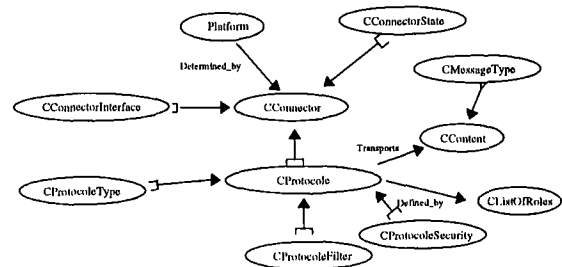 Platform
CConnectorState
Determined_by
CMessageType
CConnectorInterface
CConnector
CContent
Transports
CProtocoleType
CProtocole
CListOfRoles
Defined_by
CProtocoleSecurity
CProtocoleFilter